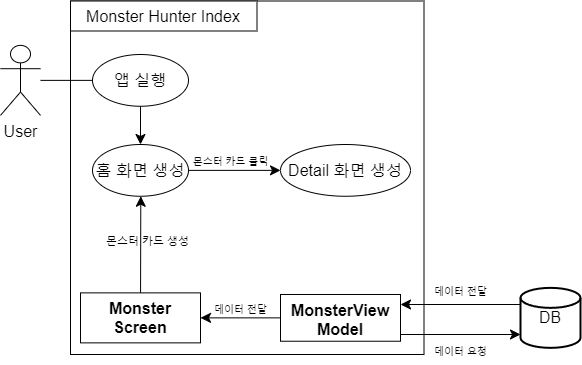 Monster Hunter Index
앱 실행
User
홈 화면 생성
몬스터 카드 클릭
Detail 화면 생성
몬스터 카드 생성
Monster
Screen
데이터 전달
MonsterView
Model
데이터 전달
DB
데이터 요청